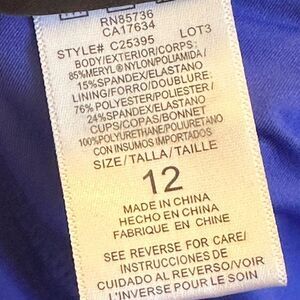 RN85736
CA17634
STYLE# C25395 LOT3
BODY/EXTERIOR/CORPS:
85%MERYL®NYLON/POLIAMIDA/
15%SPANDEX/ELASTANO
LINING/FORRO/DOUBLURE:
76%POLYESTER/POLIESTER/
24%SPANDEX/ELASTANO
CUPS/COPAS/BONNET
100%POLYURETHANE/POLIURETANO
CON INSUMOS IMPORTADOS
SIZE/TALLA/TAILLE
12
MADE IN CHINA
HECHO EN CHINA
FABRIQUE EN CHINE
SEE REVERSE FOR CARE/
INSTRUCCIONES DE
CUIDADO AL REVERSO/VOIR
L'INVERSE POUR LE SOIN